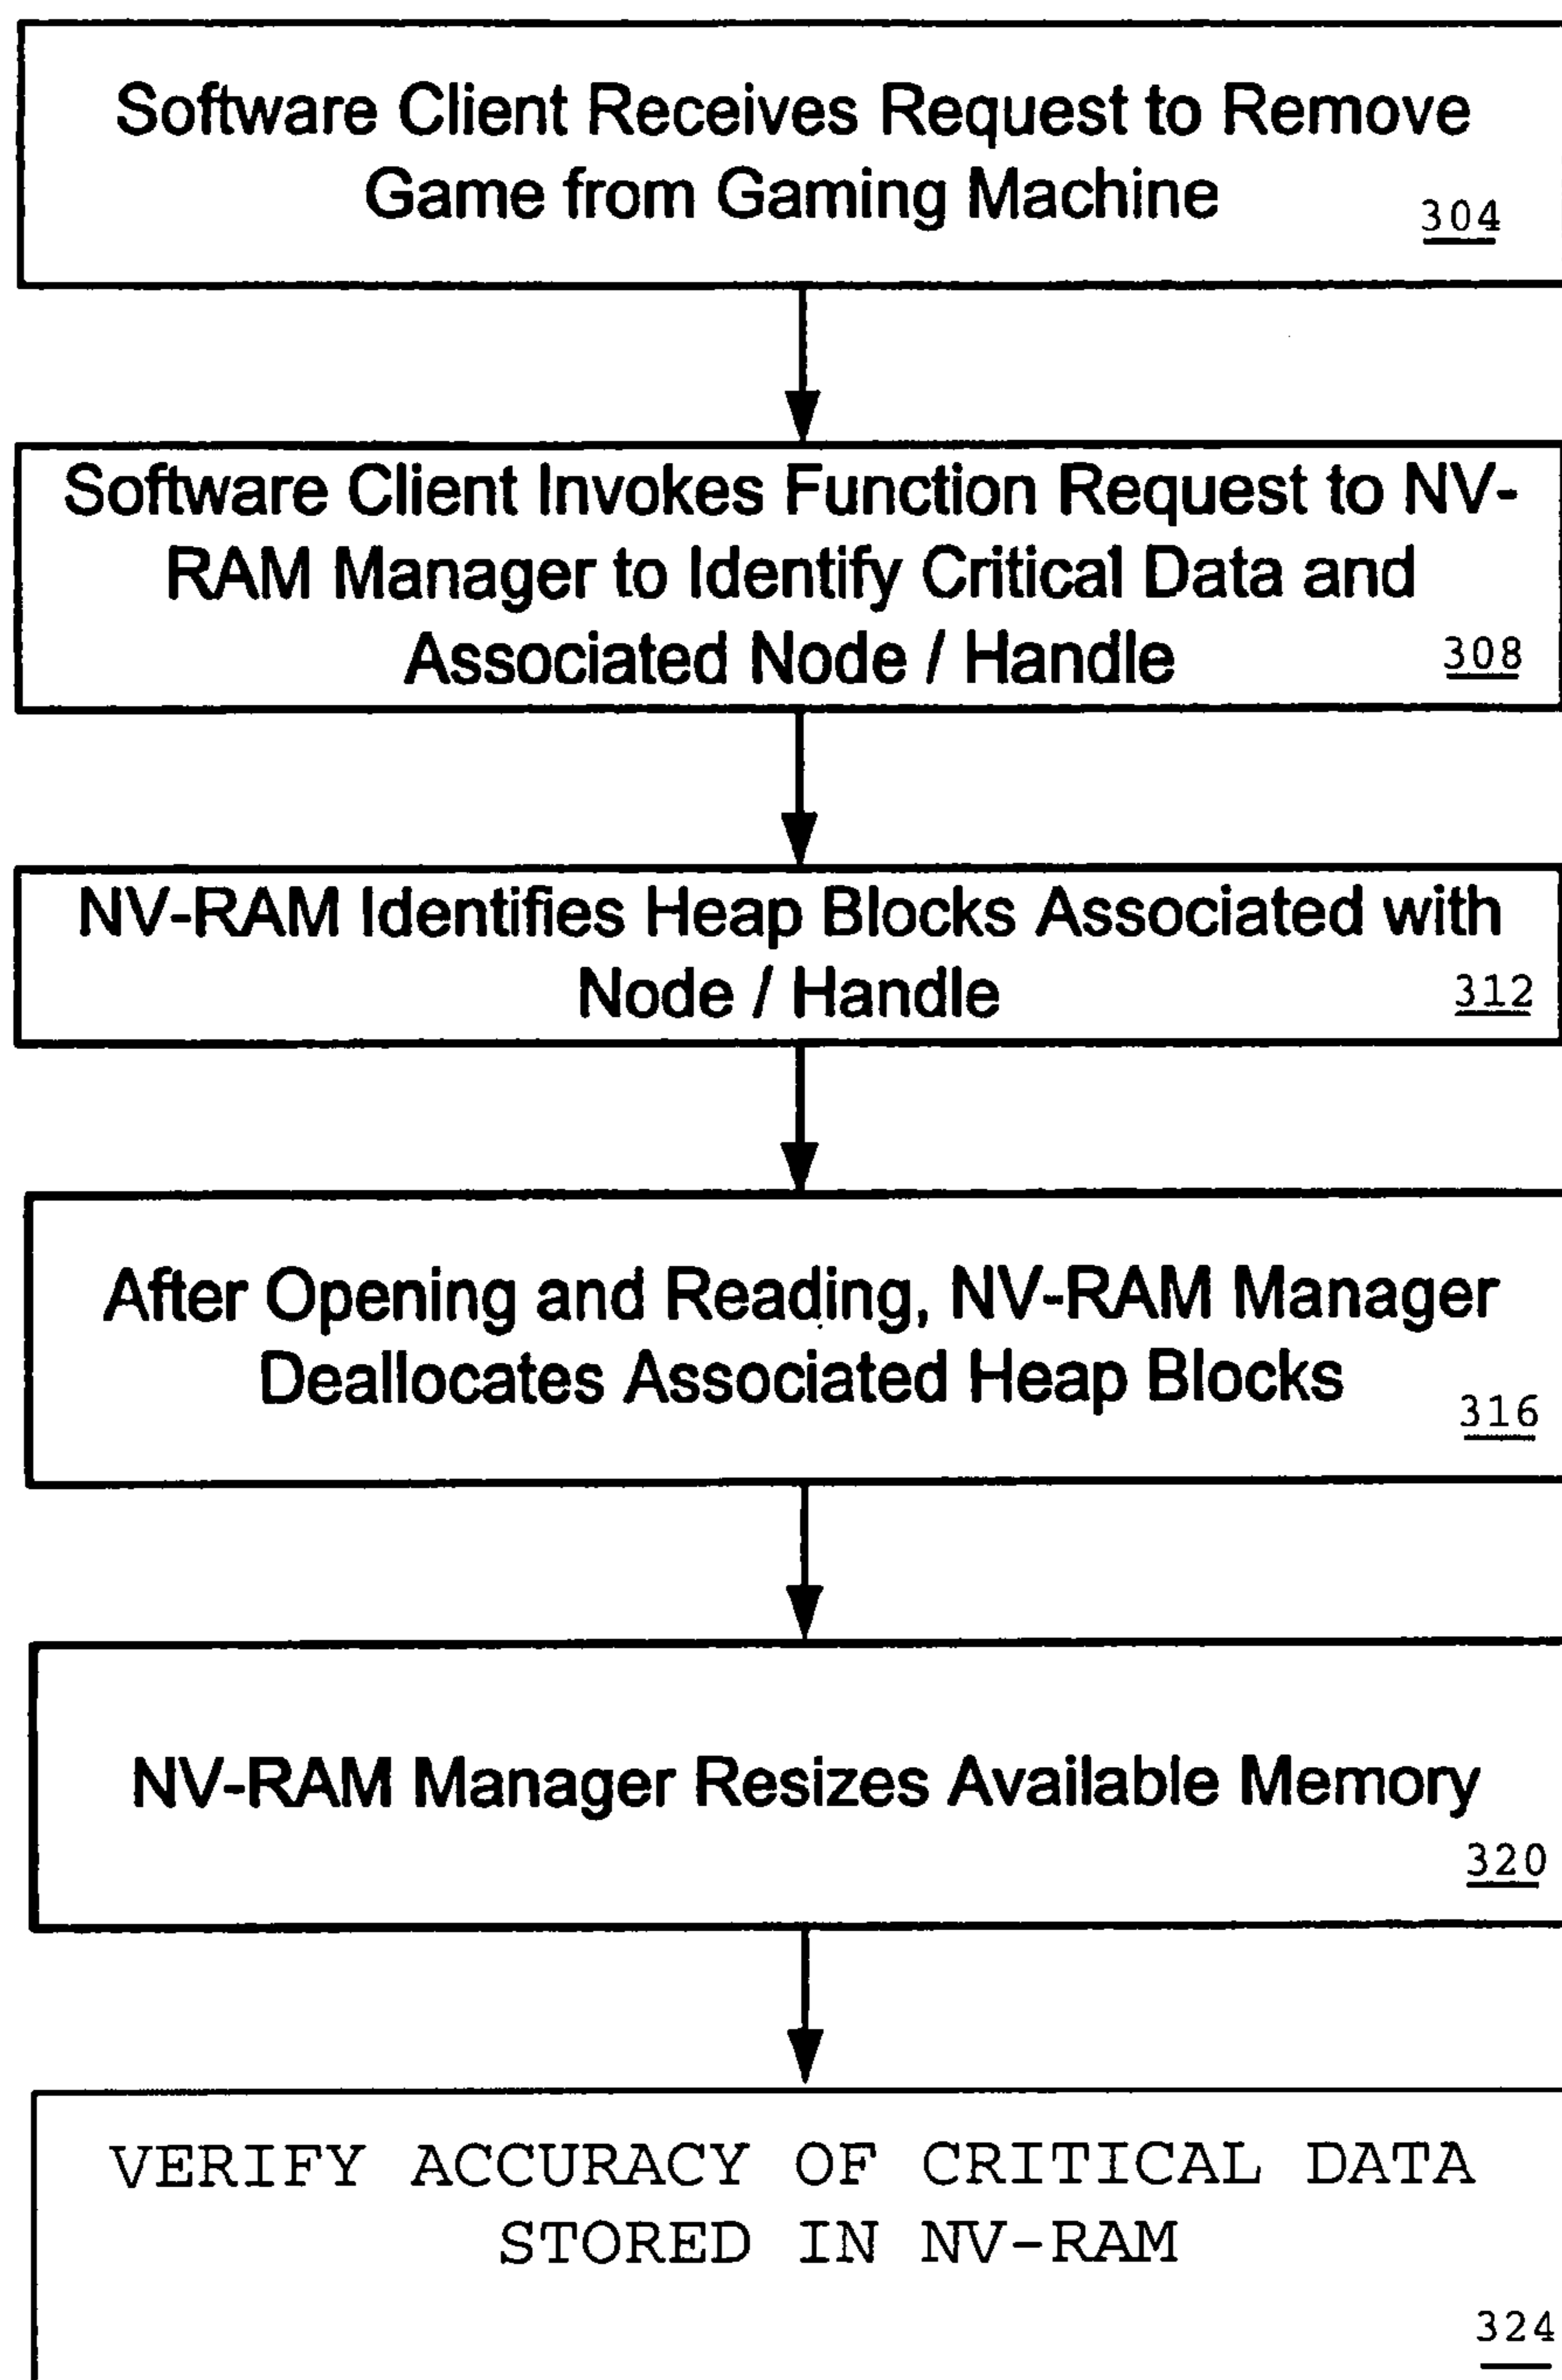 Software Client Receives Request to Remove
Game from Gaming Machine
304
Software Client Invokes Function Request to NV-
RAM Manager to Identify Critical Data and
Associated Node / Handle
308
NV-RAM Identifies Heap Blocks Associated with
Node / Handle
312
After Opening and Reading, NV-RAM Manager
Deallocates Associated Heap Blocks
316
NV-RAM Manager Resizes Available Memory
320
VERIFY ACCURACY OF CRITICAL DATA
STORED IN NV-RAM
324